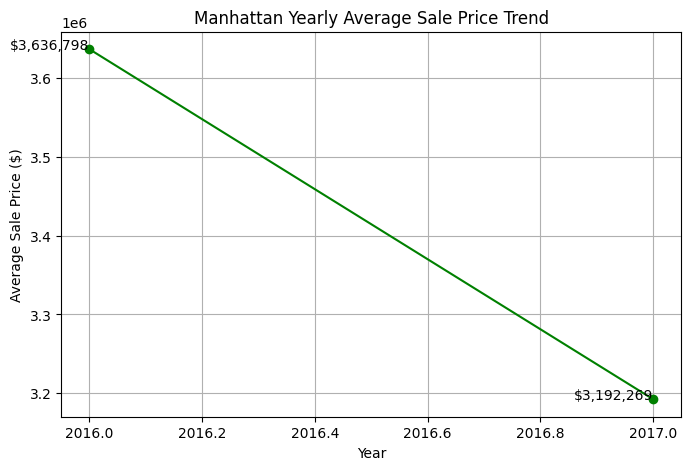 Manhattan Yearly Average Sale Price Trend
1e6
$3,636,798
3.6
3.5
3.4
3.3
3.2
Average Sale Price ($)
$3,192,269
2016.0 2016.2 2016.4 2016.6 2016.8 2017.0
Year